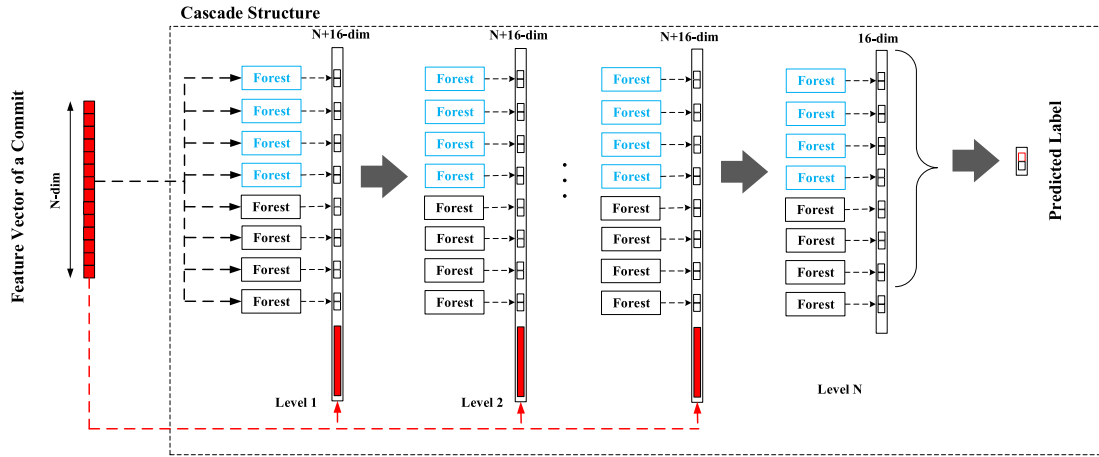 Cascade Structure
Feature Vector of a Commit
N-dim
N+16-dim
Forest
Forest
Forest
Forest
Forest
Forest
Forest
Forest
Level 1
N+16-dim
Forest
Forest
Forest
Forest
Forest
Forest
Forest
Forest
Level 2
N+16-dim
Forest
Forest
Forest
Forest
Forest
Forest
Forest
Forest
16-dim
Forest
Forest
Forest
Forest
Forest
Forest
Forest
Forest
Level N
Predicted Label